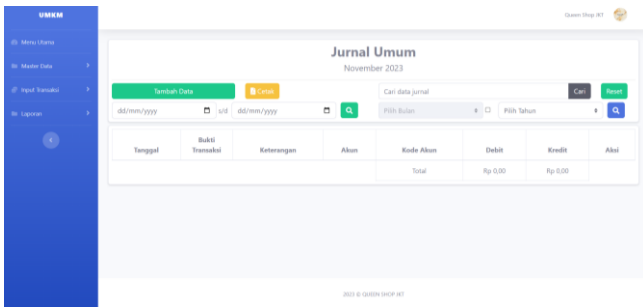 UMKM
Queen Shop JKT
Menu Utama
Master Data
Input Transaksi
Laporan
Jurnal Umum
November 2023
Tambah Data
Cetak
Cari data jurnal
Cari
Reset
dd/mm/yyyy
s/d
dd/mm/yyyy
Pilih Bulan
Pilih Tahun
Tanggal
Bukti Transaksi
Keterangan
Akun
Kode Akun
Debit
Kredit
Aksi
Total
Rp 0,00
Rp 0,00
2023 © QUEEN SHOP JKT